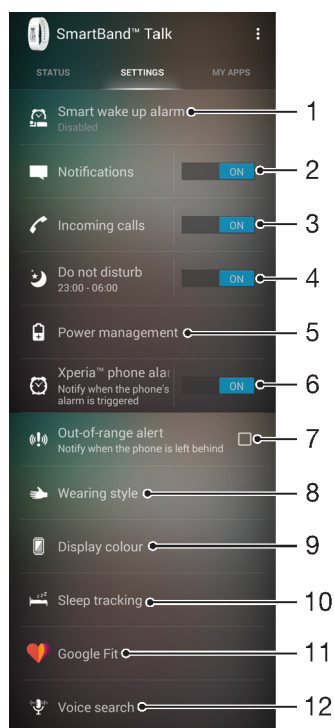 SmartBand™ Talk
STATUS SETTINGS MY APPS
Smart wake up alarm 1
Disabled
Notifications ON 2
Incoming calls ON 3
Do not disturb ON 4
23:00 - 06:00
Power management 5
Xperia™ phone alar ON 6
Notify when the phone's
alarm is triggered
Out-of-range alert 7
Notify when the phone is left behind
Wearing style 8
Display colour 9
Sleep tracking 10
Google Fit 11
Voice search 12